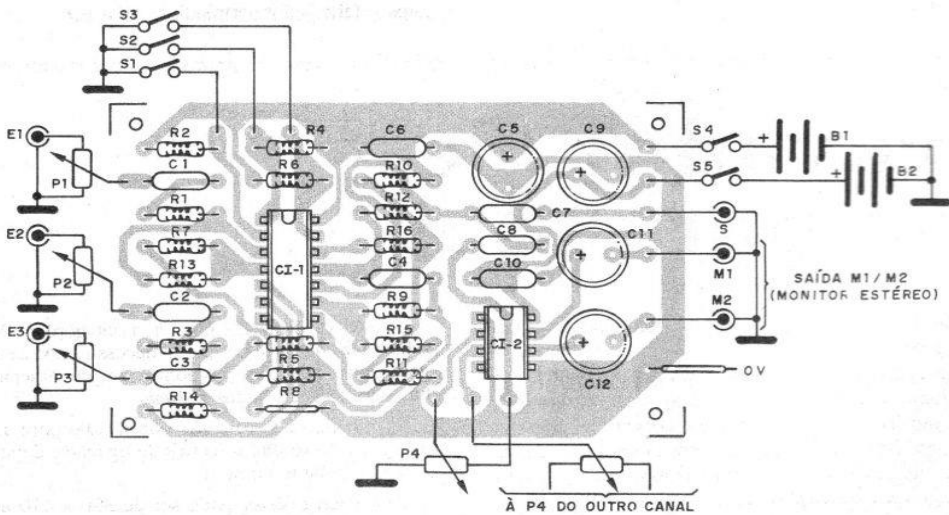 S3
S2
S1
E1
P1
E2
P2
E3
P3
R2
C1
R1
R7
R13
C2
R3
C3
R14
R4
R6
CI-1
R5
R8
C6
R10
R12
R16
C4
R9
R15
R11
C5
C9
C7
C8
C11
C10
CI-2
C12
S4
+
B1
S5
+
B2
S
M1
M2
SAÍDA M1/M2
(MONITOR ESTÉREO)
0V
P4
À P4 DO OUTRO CANAL